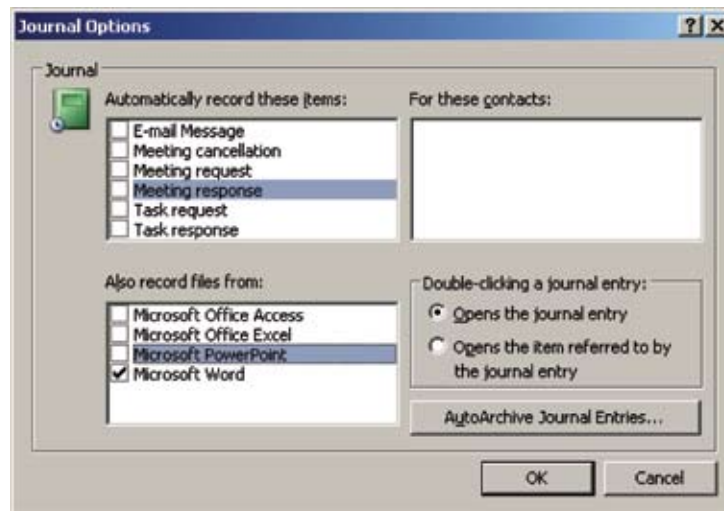 Journal Options
Journal
Automatically record these items:
E-mail Message
Meeting cancellation
Meeting request
Meeting response
Task request
Task response
For these contacts:
Also record files from:
Microsoft Office Access
Microsoft Office Excel
Microsoft PowerPoint
Microsoft Word
Double-clicking a journal entry:
Opens the journal entry
Opens the item referred to by
the journal entry
AutoArchive Journal Entries...
OK
Cancel